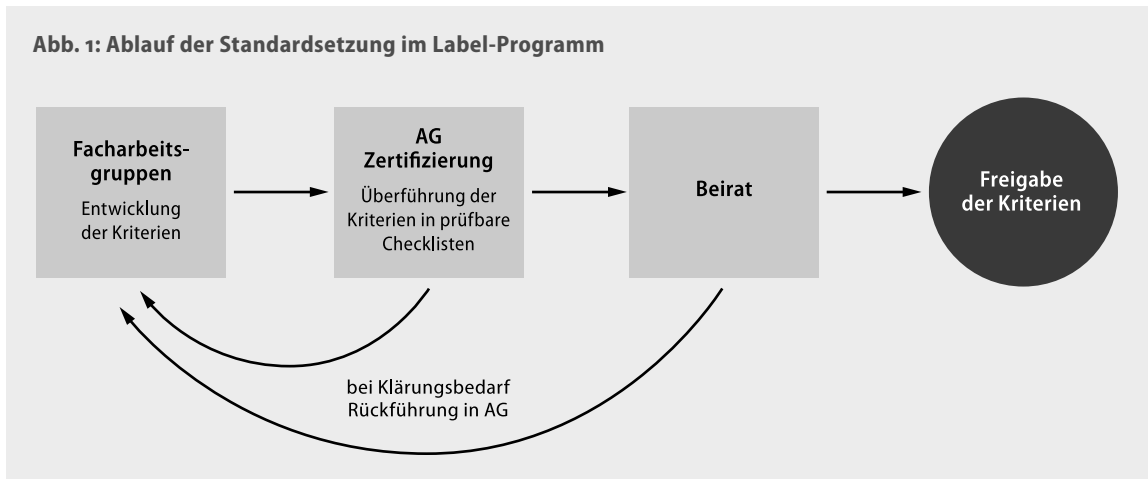 Abb. 1: Ablauf der Standardsetzung im Label-Programm
Facharbeits-
gruppen
Entwicklung
der Kriterien
AG
Zertifizierung
Überführung der
Kriterien in prüfbare
Checklisten
Beirat
Freigabe
der Kriterien
bei Klärungsbedarf
Rückführung in AG